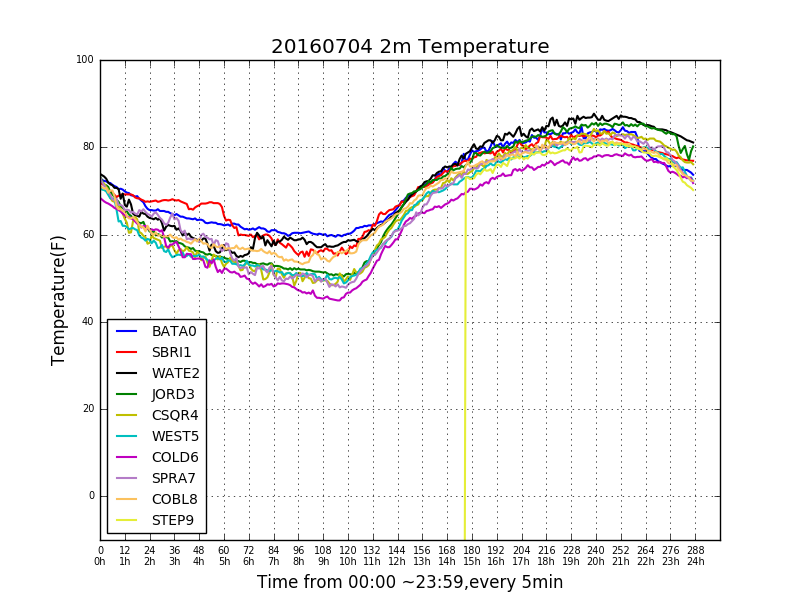 20160704 2m Temperature
Temperature(F)
100
80
60
40
20
0
BATA0
SBRI1
WATE2
JORD3
CSQR4
WEST5
COLD6
SPRA7
COBL8
STEP9
0 12 24 36 48 60 72 84 96 108 120 132 144 156 168 180 192 204 216 228 240 252 264 276 288
0h 1h 2h 3h 4h 5h 6h 7h 8h 9h 10h 11h 12h 13h 14h 15h 16h 17h 18h 19h 20h 21h 22h 23h 24h
Time from 00:00 ~23:59,every 5min